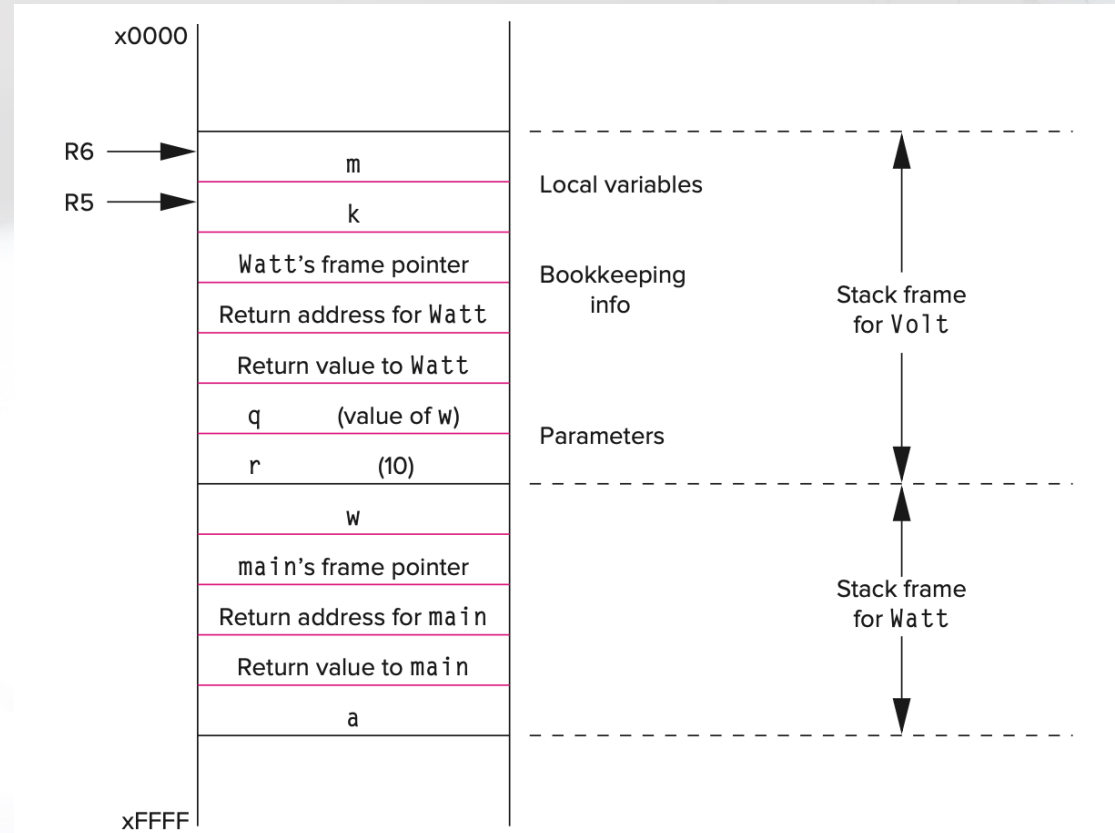 x0000
R6
m
Local variables
R5
k
Watt's frame pointer
Bookkeeping
info
Return address for Watt
Stack frame
for Volt
Return value to Watt
q (value of w)
Parameters
r (10)
w
main's frame pointer
Return address for main
Stack frame
for Watt
Return value to main
a
xFFFF